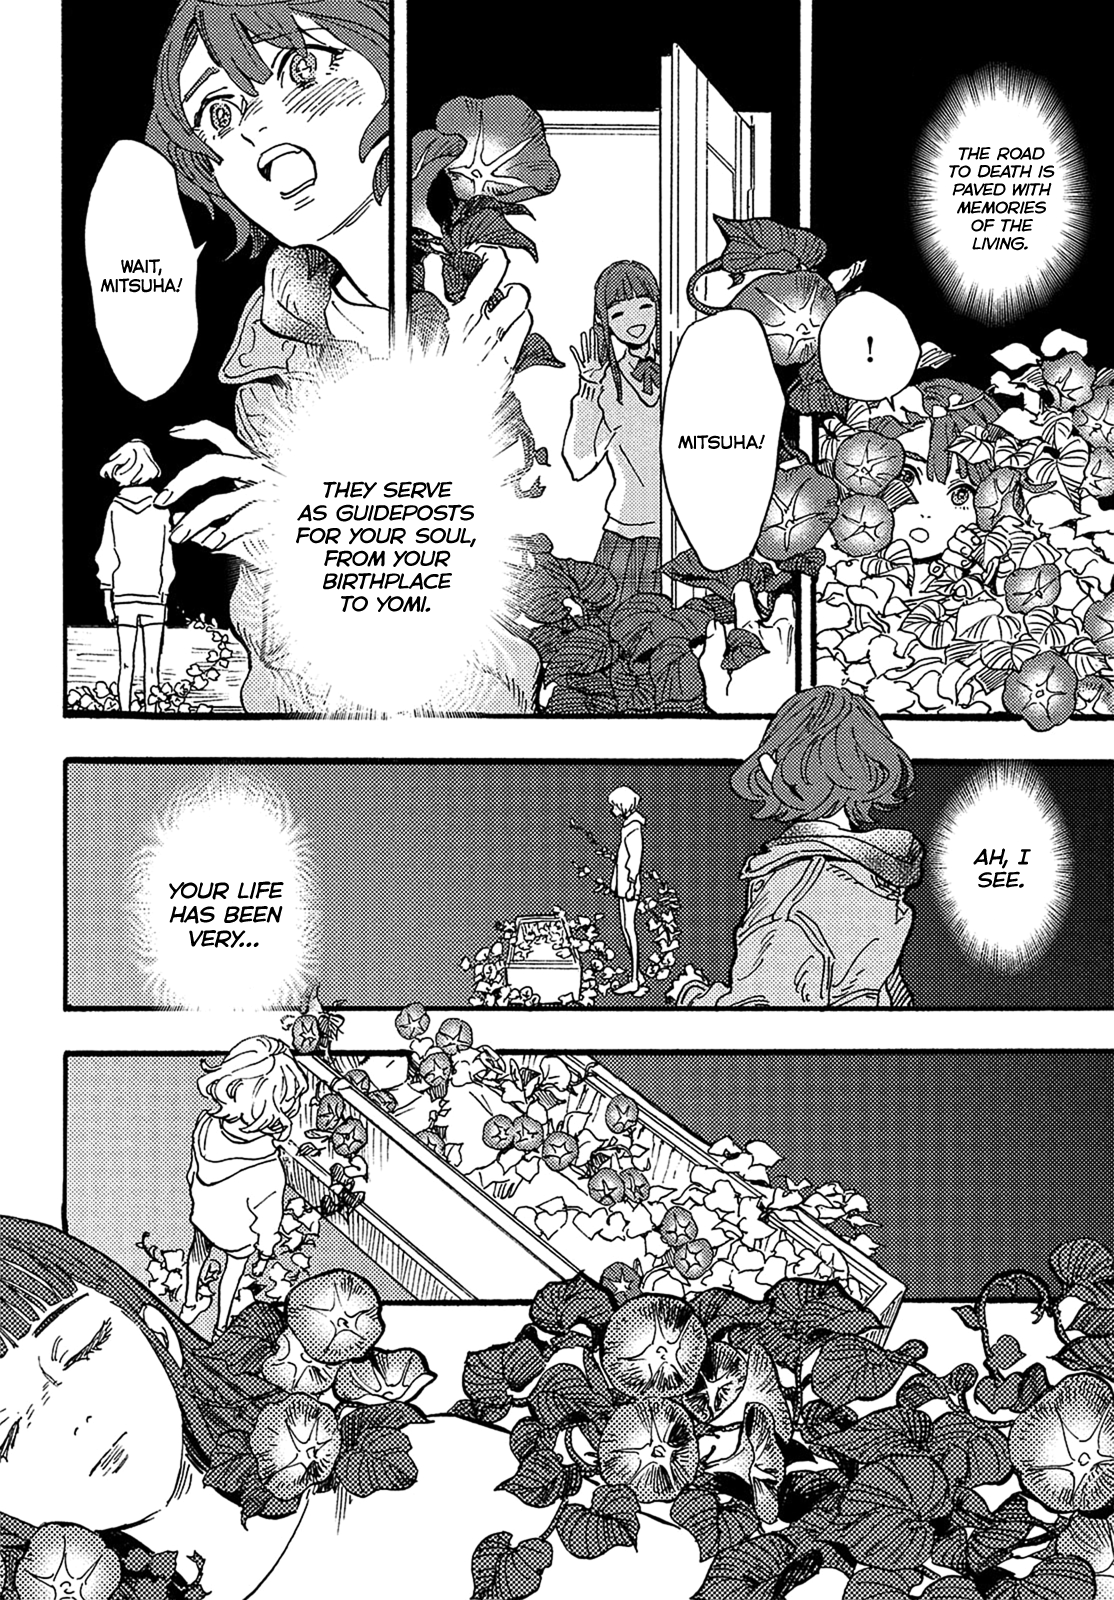 THE ROAD
TO DEATH IS
PAVED WITH
MEMORIES
OF THE
LIVING.
!
MITSUHA!
THEY SERVE
AS GUIDEPOSTS
FOR YOUR SOUL,
FROM YOUR
BIRTHPLACE
TO YOMI.
WAIT,
MITSUHA!
AH, I
SEE.
YOUR LIFE
HAS BEEN
VERY...